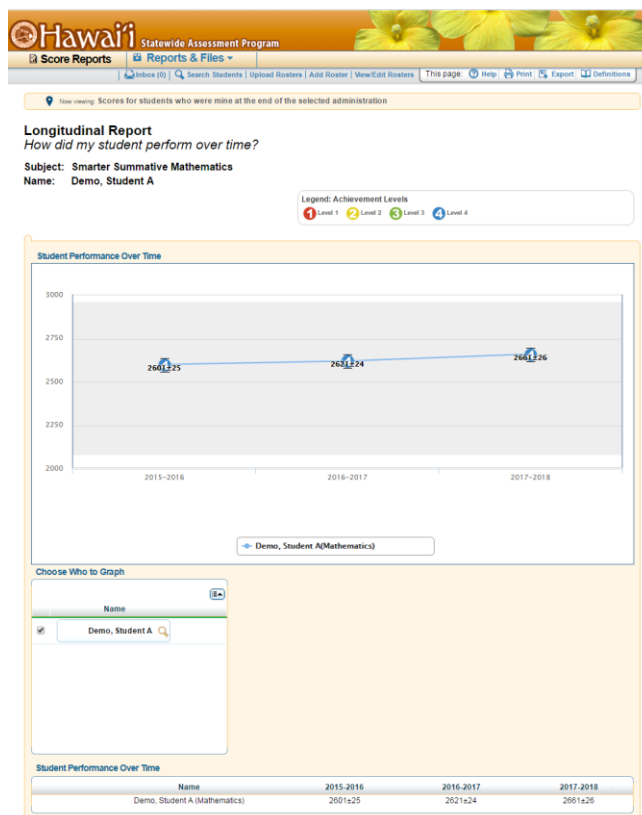 Hawai'i Statewide Assessment Program
Score Reports Reports & Files
Inbox (0) | Search Students | Upload Rosters | Add Roster | View/Edit Rosters This page: Help | Print | Export | Definitions
Now viewing: Scores for students who were mine at the end of the selected administration
Longitudinal Report
How did my student perform over time?
Subject: Smarter Summative Mathematics
Name: Demo, Student A
Legend: Achievement Levels
1 Level 1 2 Level 2 3 Level 3 4 Level 4
Student Performance Over Time
3000
2750
2601±25 2621±24 2661±26
2500
2250
2000
2015-2016 2016-2017 2017-2018
Demo, Student A(Mathematics)
Choose Who to Graph
Name
Demo, Student A
Student Performance Over Time
Name 2015-2016 2016-2017 2017-2018
Demo, Student A (Mathematics) 2601±25 2621±24 2661±26